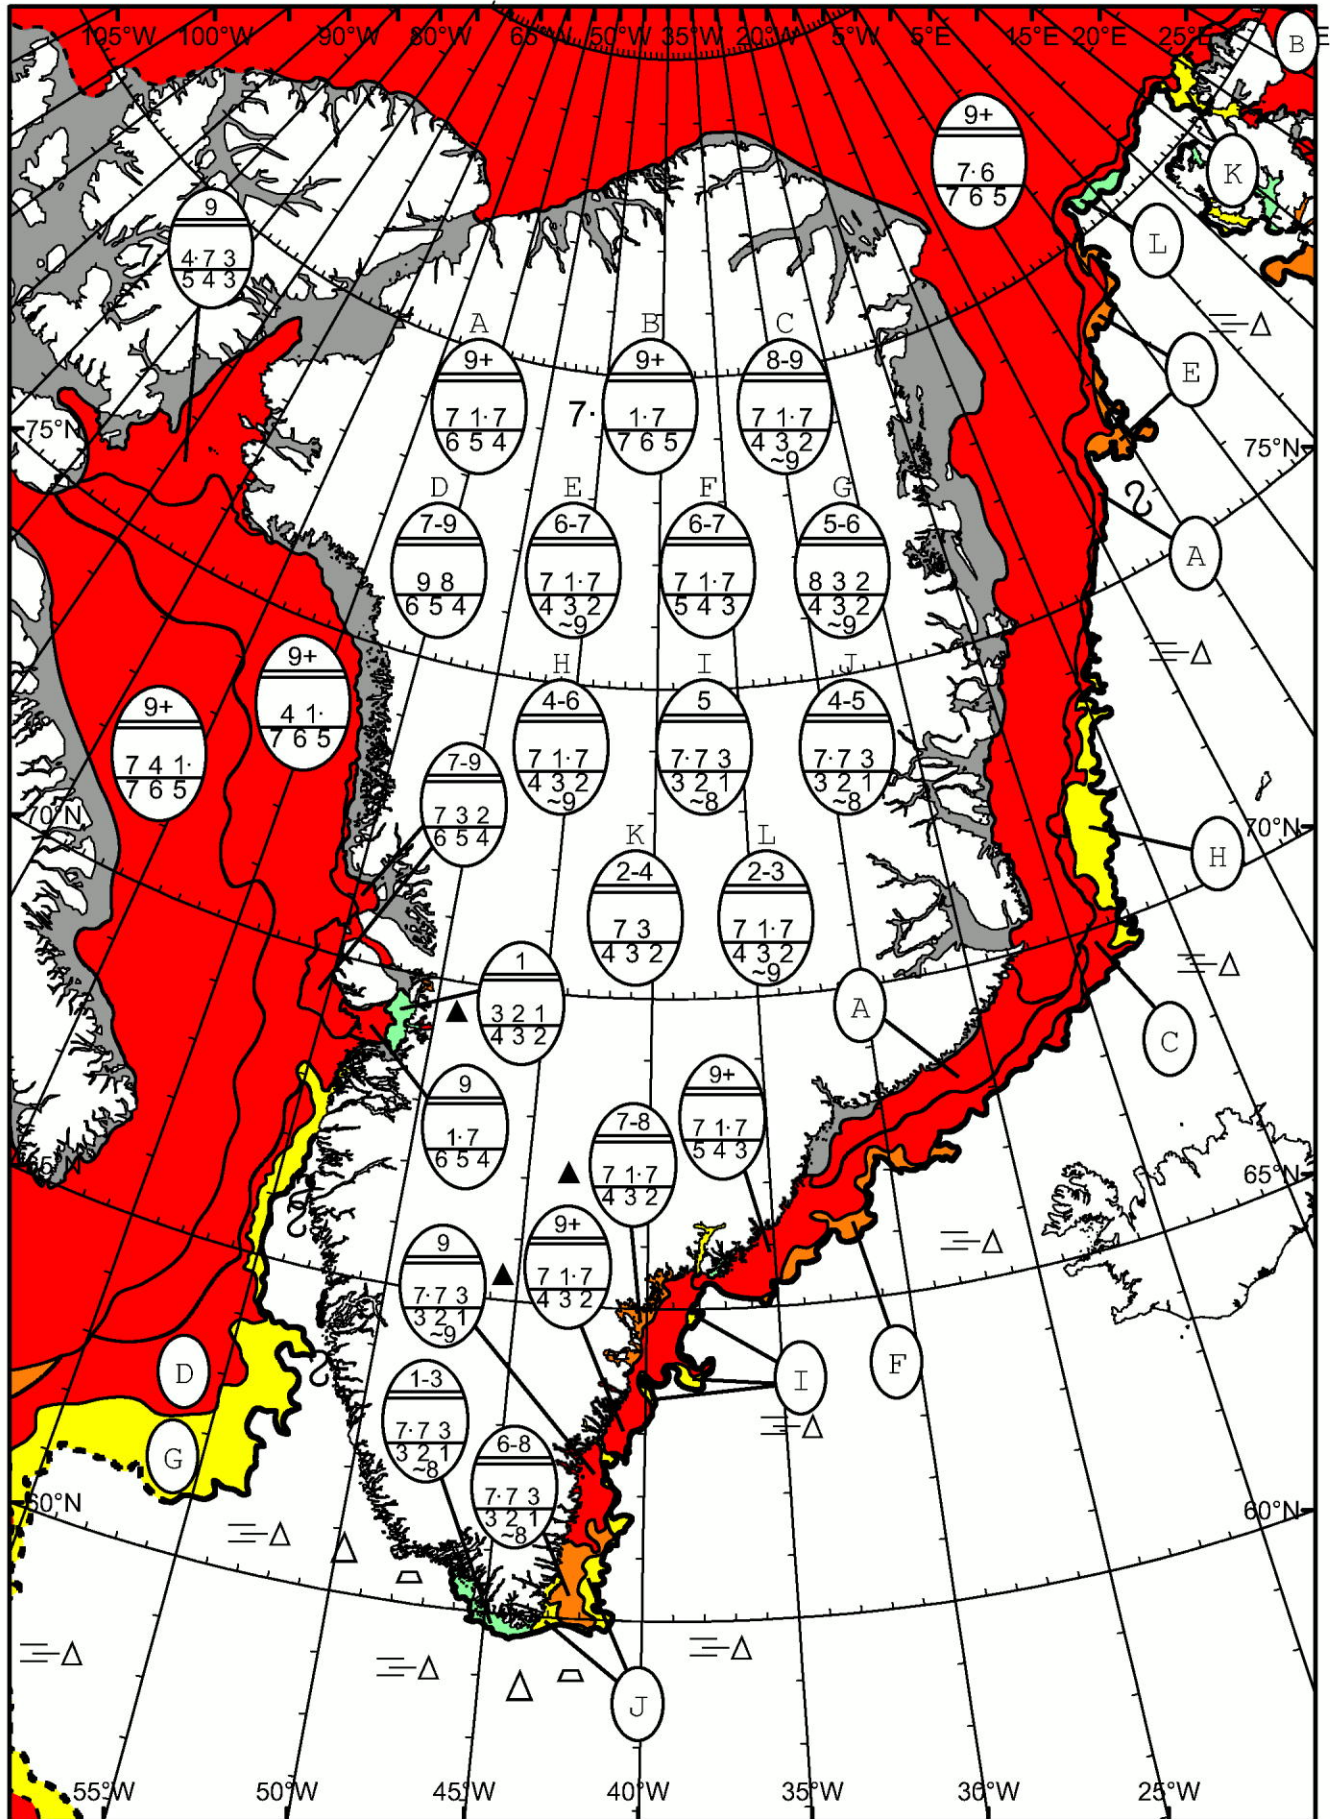 105°W 100°W 90°W 80°W 65°W 50°W 35°W 20°W 5°W 5°E 15°E 20°E 25°E
B
E
9+
7· 6
7 6 5
K
L
9
4· 7 3
5 4 3
E
A B C
9+
7 1· 7
6 5 4
7·
9+
1· 7
7 6 5
8-9
7 1· 7
4 3 2
~9
75°N
75°N
D E F G
7-9
9 8
6 5 4
6-7
7 1· 7
4 3 2
~9
6-7
7 1· 7
5 4 3
5-6
8 3 2
4 3 2
~9
A
H I J
9+
4 1·
7 6 5
9+
7 4 1·
7 6 5
4-6
7 1· 7
4 3 2
~9
5
7· 7 3
3 2 1
~8
4-5
7· 7 3
3 2 1
~8
7-9
7 3 2
6 5 4
70°N
70°N
H
K L
2-4
7 3
4 3 2
2-3
7 1· 7
4 3 2
~9
1
3 2 1
4 3 2
A
C
9
1· 7
6 5 4
9+
7 1· 7
5 4 3
7-8
7 1· 7
4 3 2
65°N
65°N
9+
7 1· 7
4 3 2
9
7· 7 3
3 2 1
~9
D
I
F
1-3
7· 7 3
3 2 1
~8
G
6-8
7· 7 3
3 2 1
~8
60°N
60°N
J
55°W 50°W 45°W 40°W 35°W 30°W 25°W